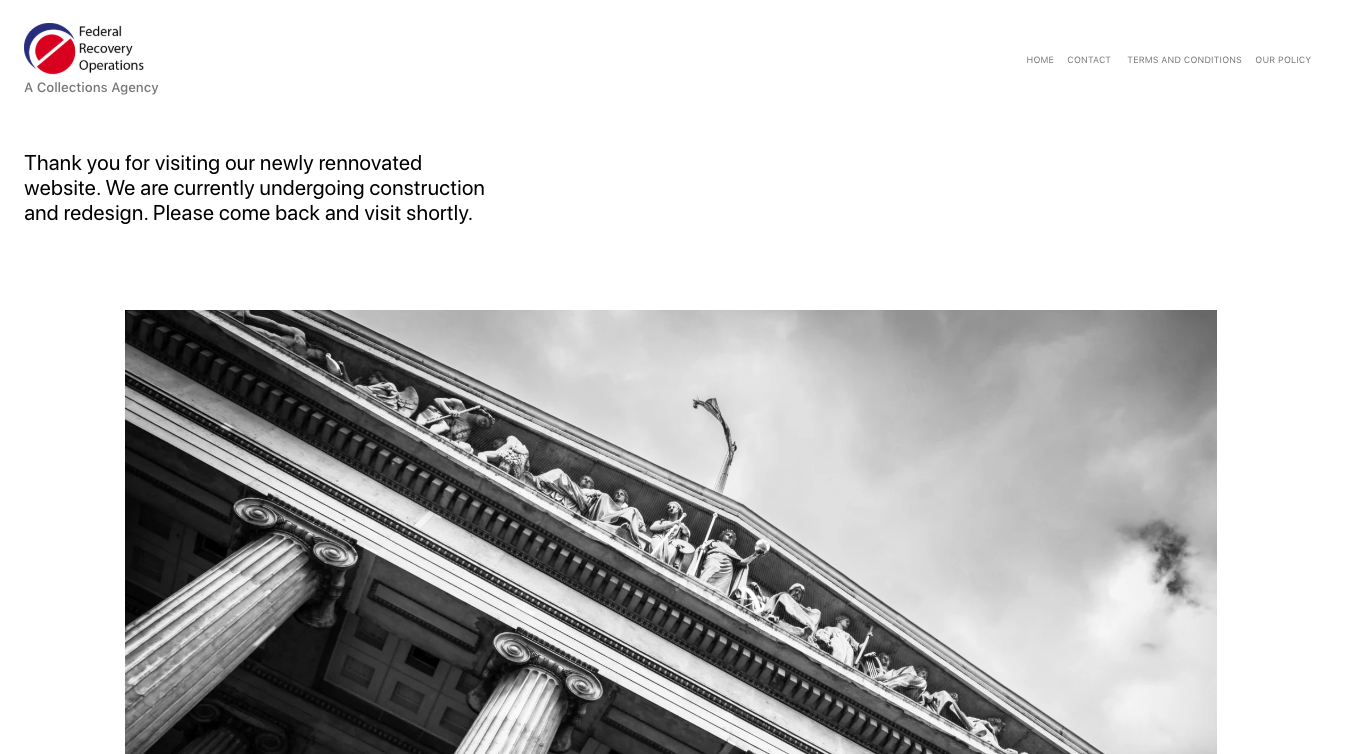 Federal
Recovery
Operations
A Collections Agency
HOME CONTACT TERMS AND CONDITIONS OUR POLICY
Thank you for visiting our newly rennovated
website. We are currently undergoing construction
and redesign. Please come back and visit shortly.